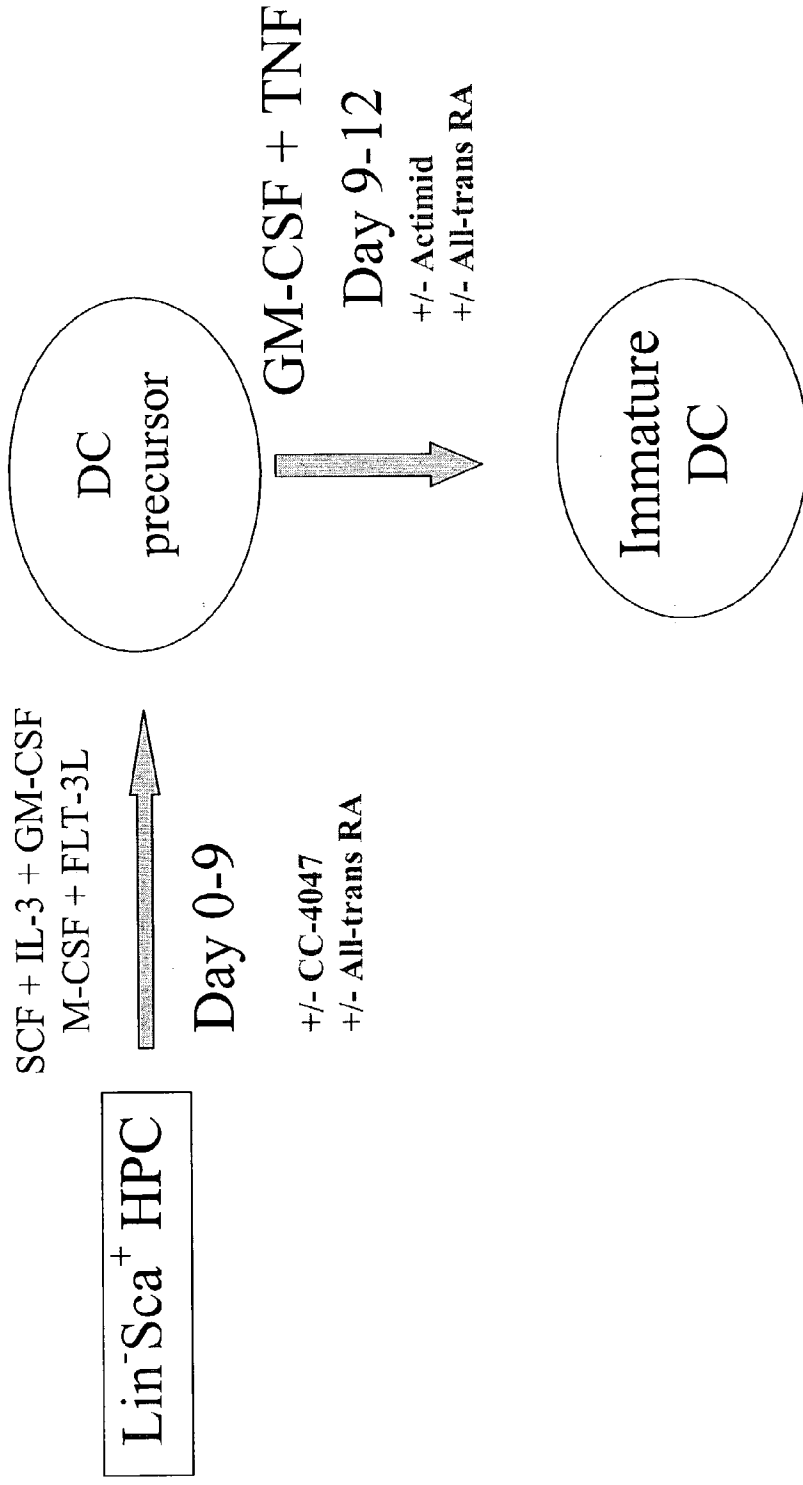 Lin-Sca+ HPC
SCF + IL-3 + GM-CSF
M-CSF + FLT-3L
Day 0-9
+/- CC-4047
+/- All-trans RA
DC
precursor
GM-CSF + TNF
Day 9-12
+/- Actimid
+/- All-trans RA
Immature
DC